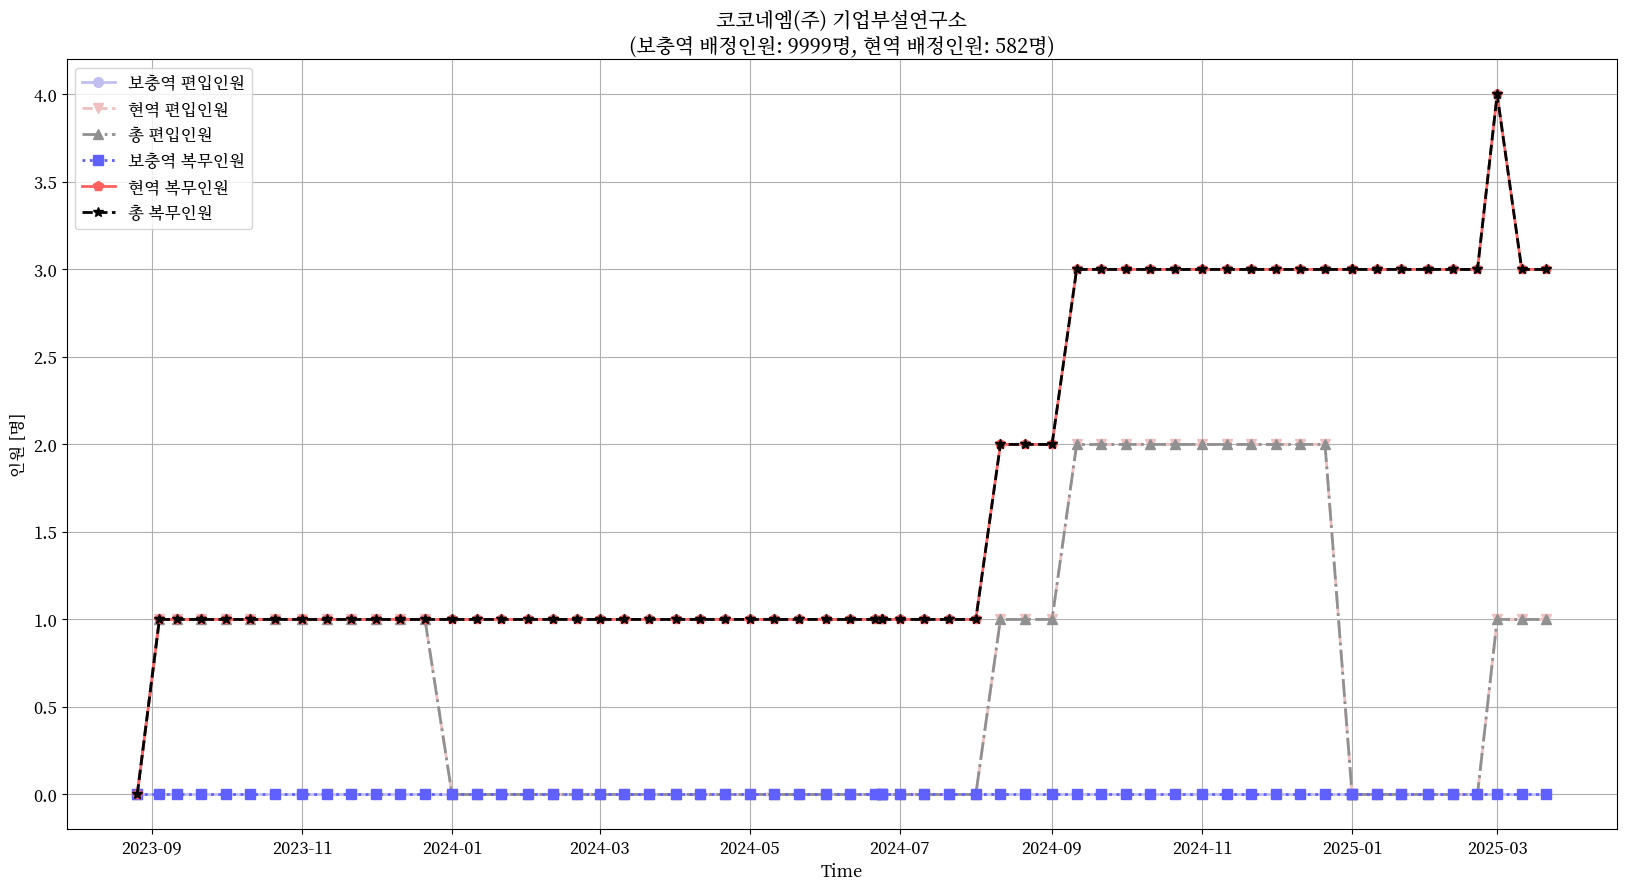 코코네엠(주) 기업부설연구소
(보충역 배정인원: 9999명, 현역 배정인원: 582명)
보충역 편입인원
현역 편입인원
총 편입인원
보충역 복무인원
현역 복무인원
총 복무인원
4.0
3.5
3.0
2.5
2.0
1.5
1.0
0.5
0.0
인원 [명]
2023-09
2023-11
2024-01
2024-03
2024-05
2024-07
2024-09
2024-11
2025-01
2025-03
Time